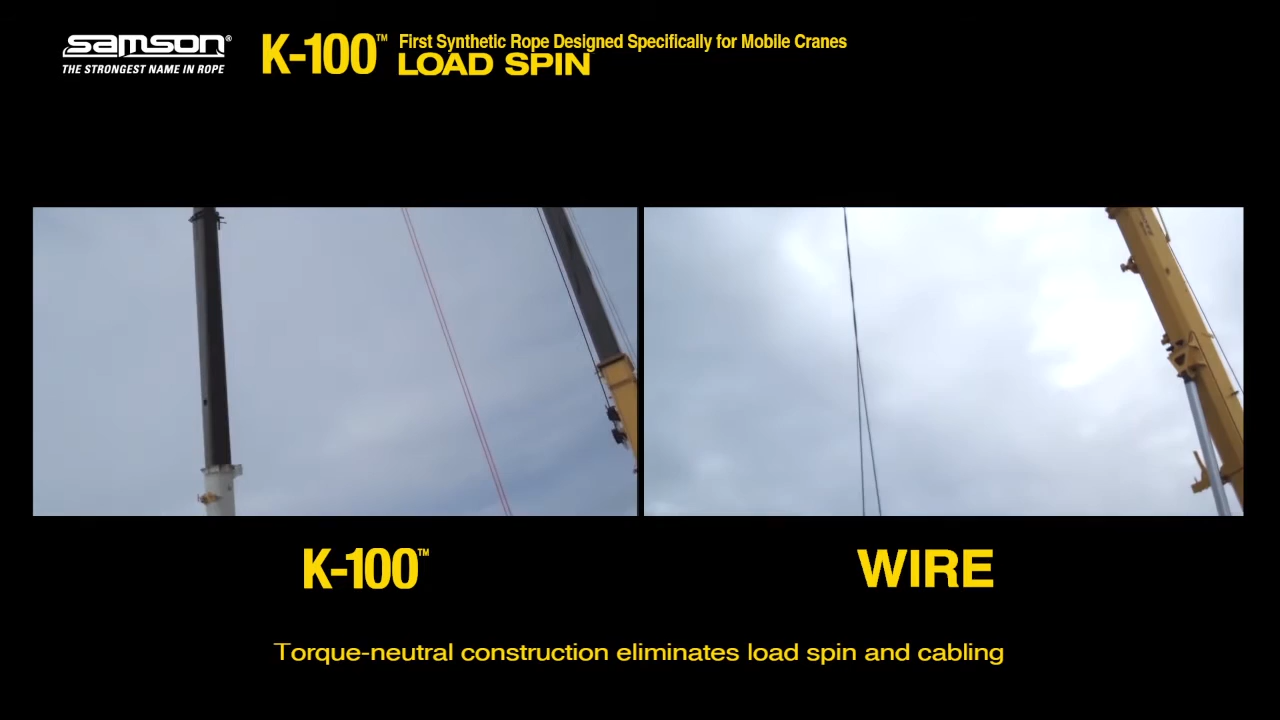 samson®
THE STRONGEST NAME IN ROPE
K-100™
First Synthetic Rope Designed Specifically for Mobile Cranes
LOAD SPIN
K-100™
WIRE
Torque-neutral construction eliminates load spin and cabling